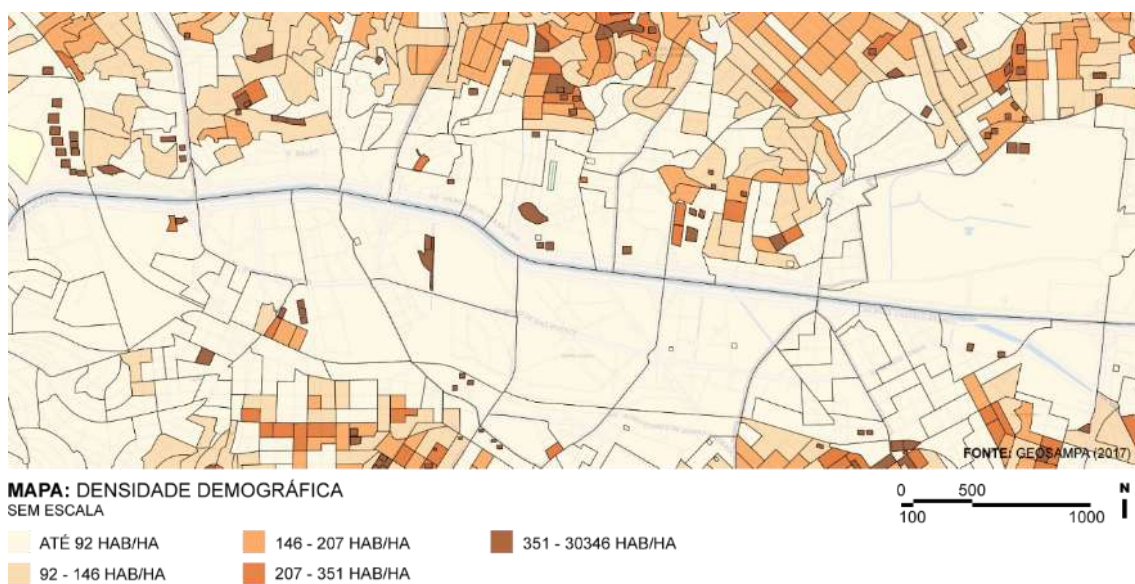 FONTE: GEOSAMPA (2017)
MAPA: DENSIDADE DEMOGRÁFICA
SEM ESCALA
0 500
100 1000
N
ATÉ 92 HAB/HA
146 - 207 HAB/HA
351 - 30346 HAB/HA
92 - 146 HAB/HA
207 - 351 HAB/HA